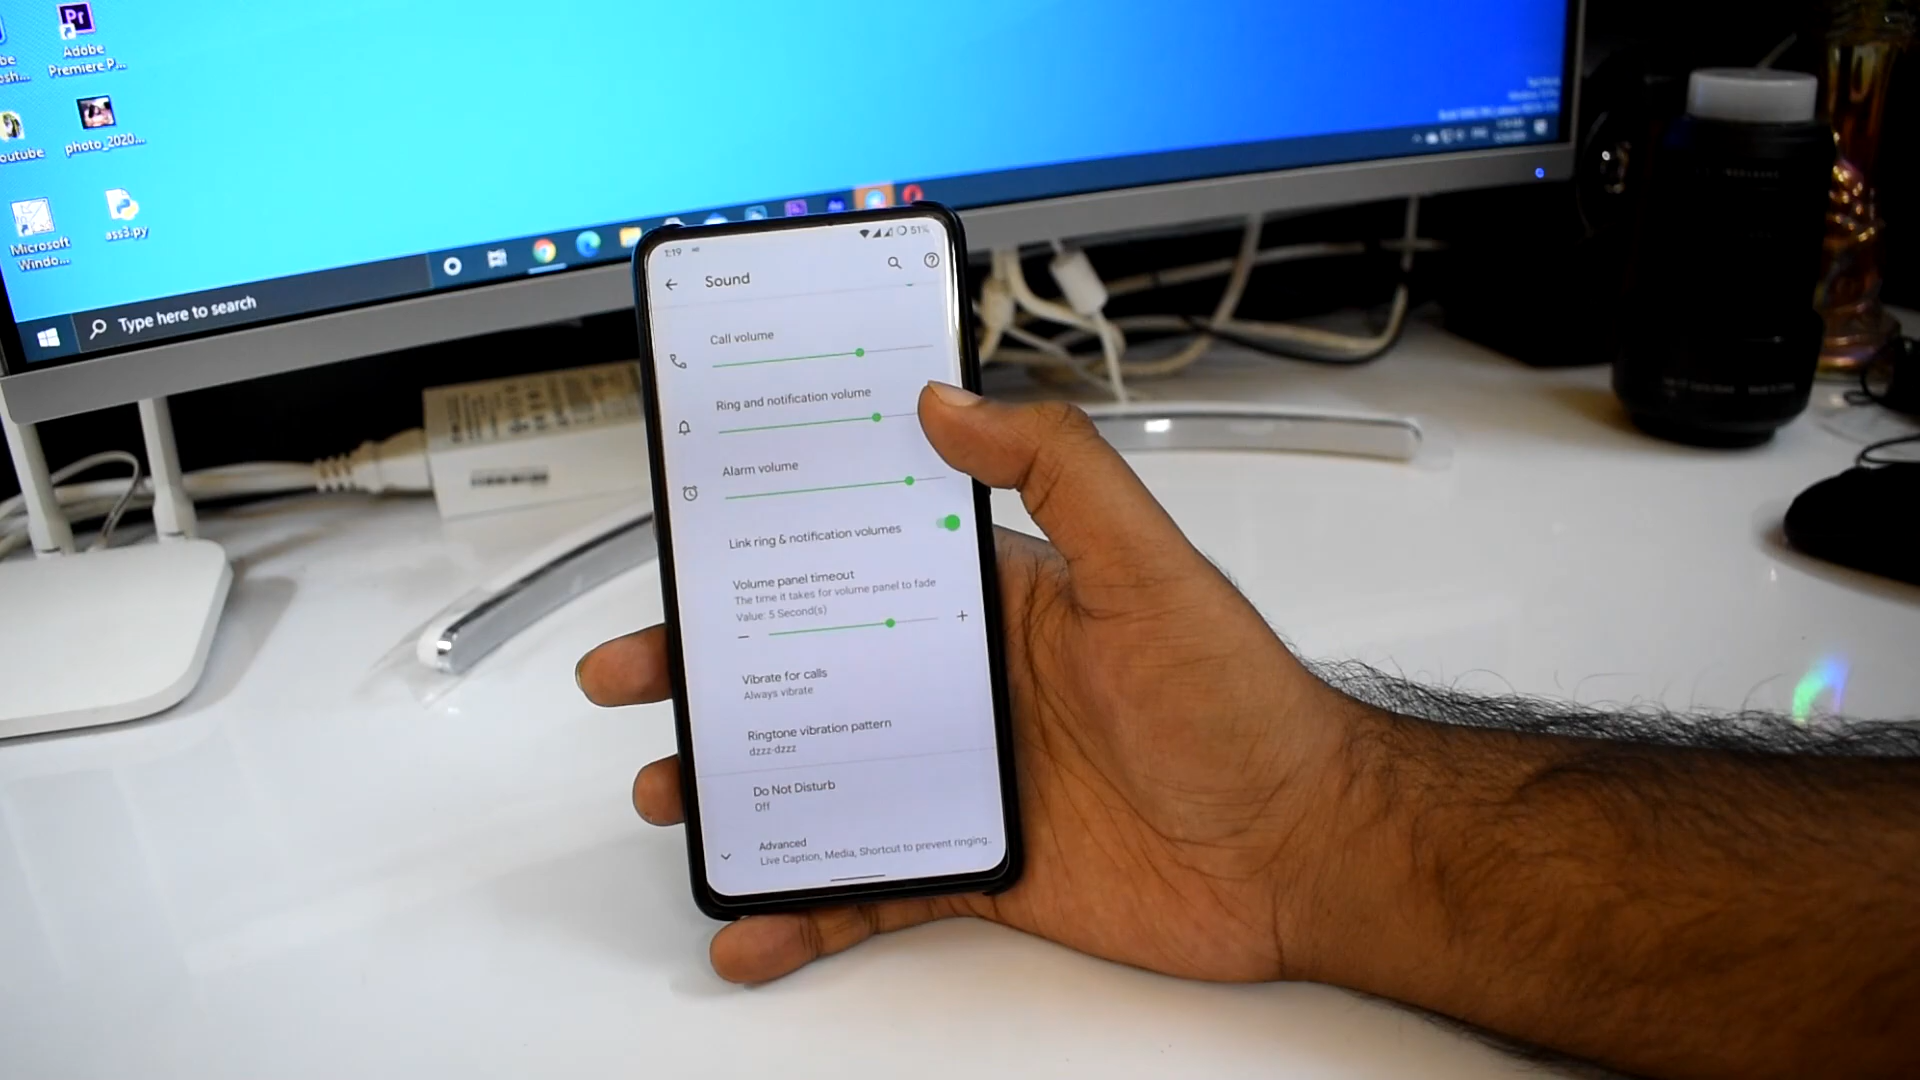 Pr
Adobe
Premiere P...
photo_2020...
outube
Microsoft
Windo...
ass3.py
Type here to search
1:19
51%
Sound
Call volume
Ring and notification volume
Alarm volume
Link ring & notification volumes
Volume panel timeout
The time it takes for volume panel to fade
Value: 5 Second(s)
Vibrate for calls
Always vibrate
Ringtone vibration pattern
dzzz-dzzz
Do Not Disturb
Off
Advanced
Live Caption, Media, Shortcut to prevent ringing..